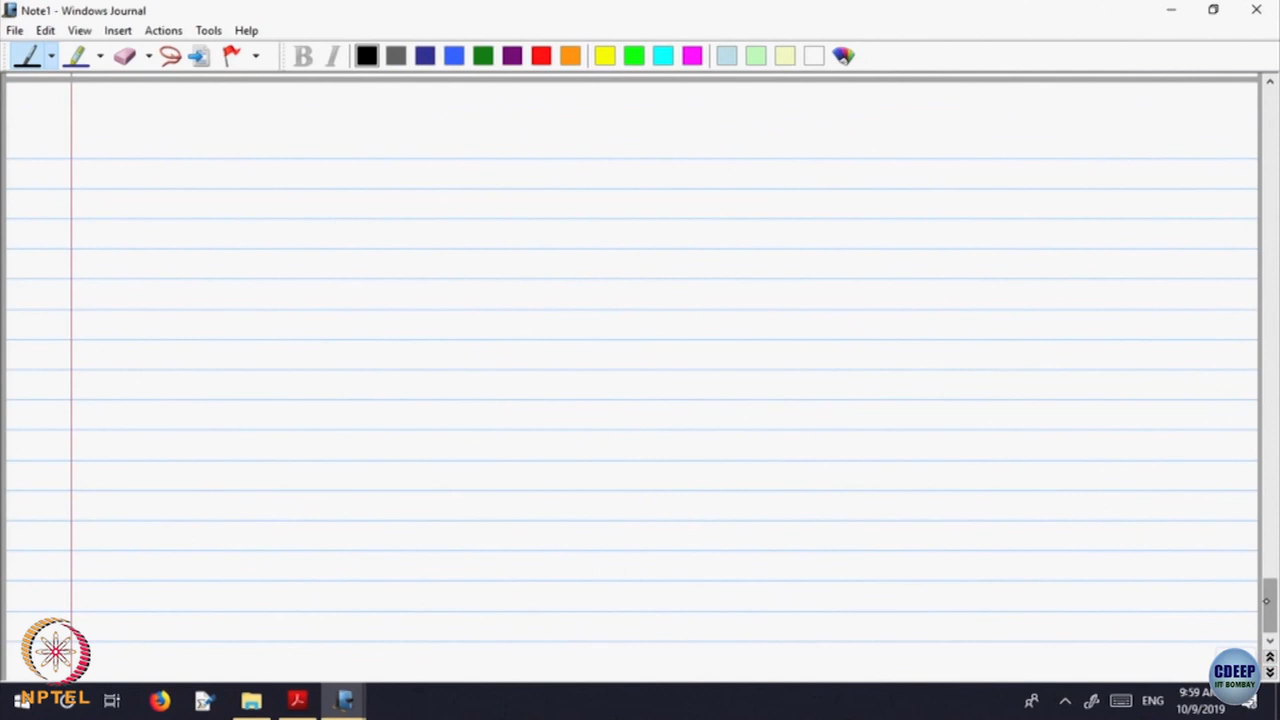 Note1 - Windows Journal
File Edit View Insert Actions Tools Help
B I
NPTEL
CDEEP
IIT BOMBAY
ENG
9:59
10/9/2019